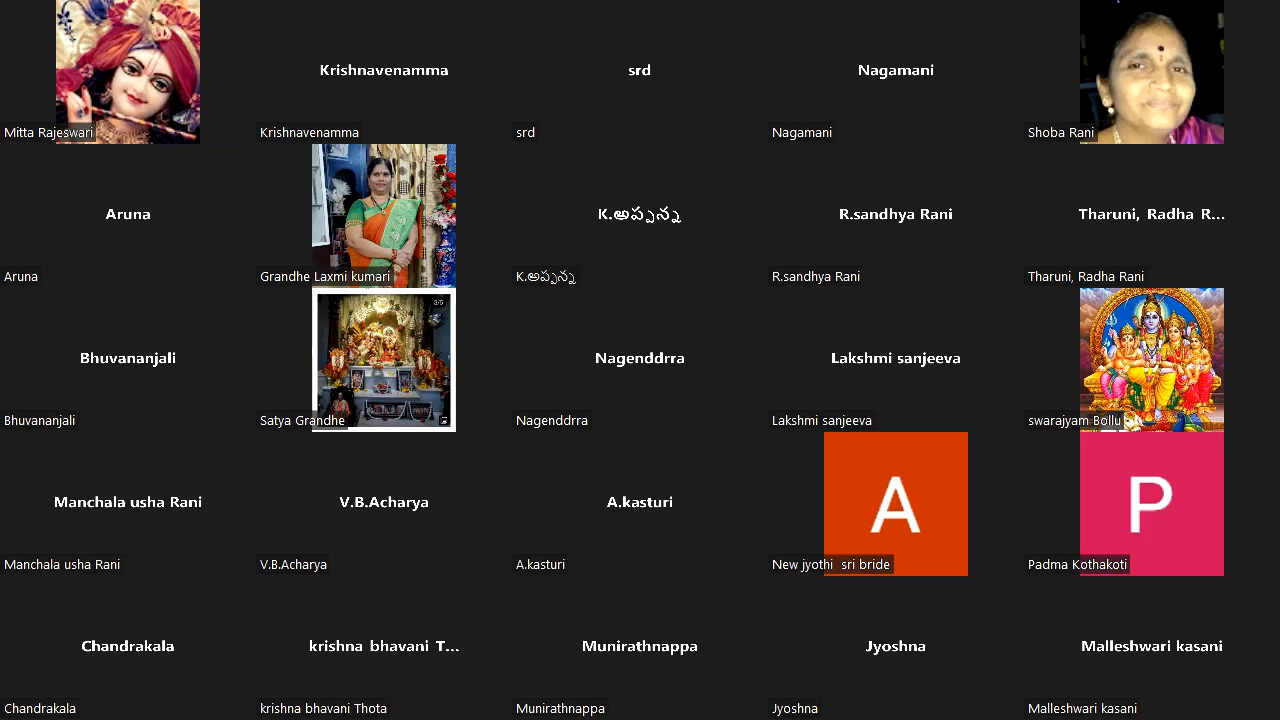 Krishnavenamma
srd
Nagamani
Mitta Rajeswari
Krishnavenamma
srd
Nagamani
Shoba Rani
Aruna
K.అప్పన్న
R.sandhya Rani
Tharuni, Radha R...
Aruna
Grandhe Laxmi kumari
K.అప్పన్న
R.sandhya Rani
Tharuni, Radha Rani
Bhuvananjali
Nagenddrra
Lakshmi sanjeeva
Bhuvananjali
Satya Grandhe
Nagenddrra
Lakshmi sanjeeva
swarajyam Bollu
Manchala usha Rani
V.B.Acharya
A.kasturi
A
P
Manchala usha Rani
V.B.Acharya
A.kasturi
New jyothi sri bride
Padma Kothakoti
Chandrakala
krishna bhavani T...
Munirathnappa
Jyoshna
Malleshwari kasani
Chandrakala
krishna bhavani Thota
Munirathnappa
Jyoshna
Malleshwari kasani